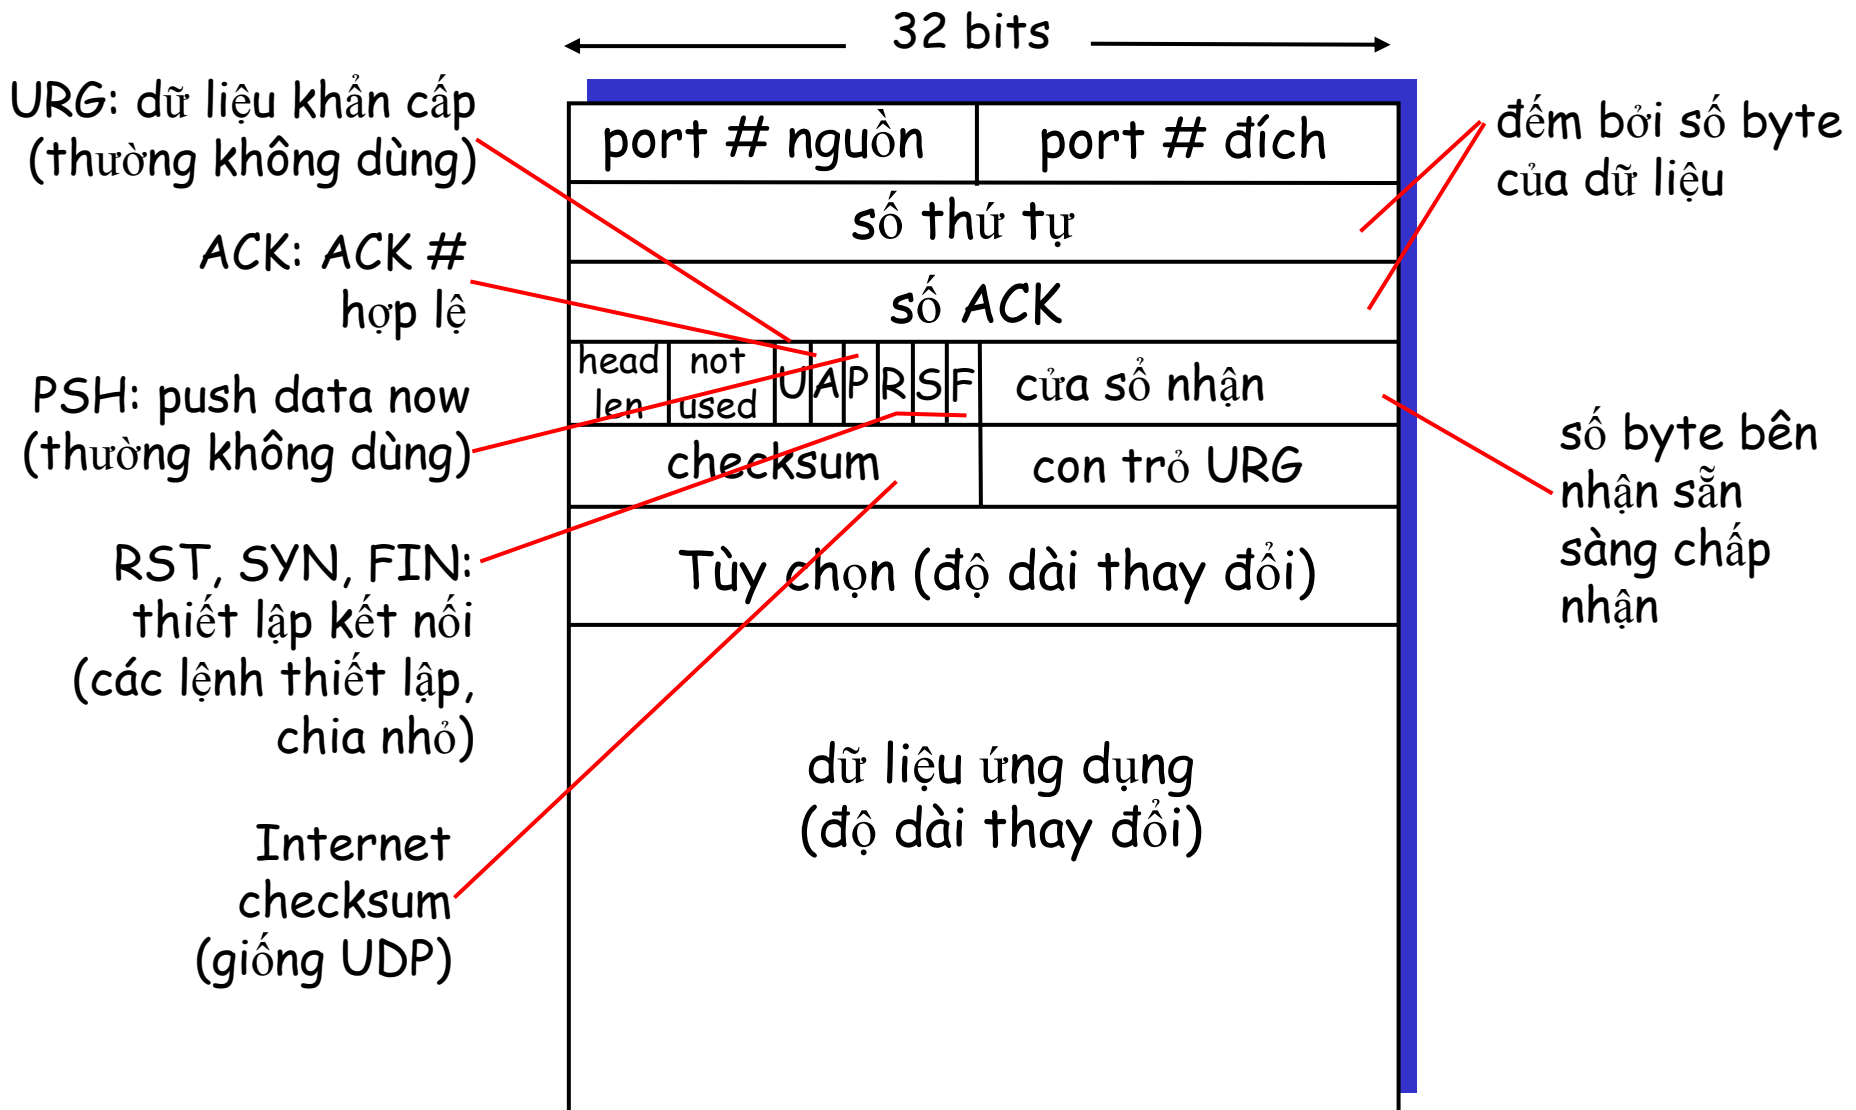 32 bits
URG: dữ liệu khẩn cấp
(thường không dùng)
ACK: ACK #
hợp lệ
PSH: push data now
(thường không dùng)
RST, SYN, FIN:
thiết lập kết nối
(các lệnh thiết lập,
chia nhỏ)
Internet
checksum
(giống UDP)
port # nguồn
port # đích
số thứ tự
số ACK
head
len
not
used
U
A
P
R
S
F
cửa sổ nhận
checksum
con trỏ URG
Tùy chọn (độ dài thay đổi)
dữ liệu ứng dụng
(độ dài thay đổi)
đếm bởi số byte
của dữ liệu
số byte bên
nhận sẵn
sàng chấp
nhận